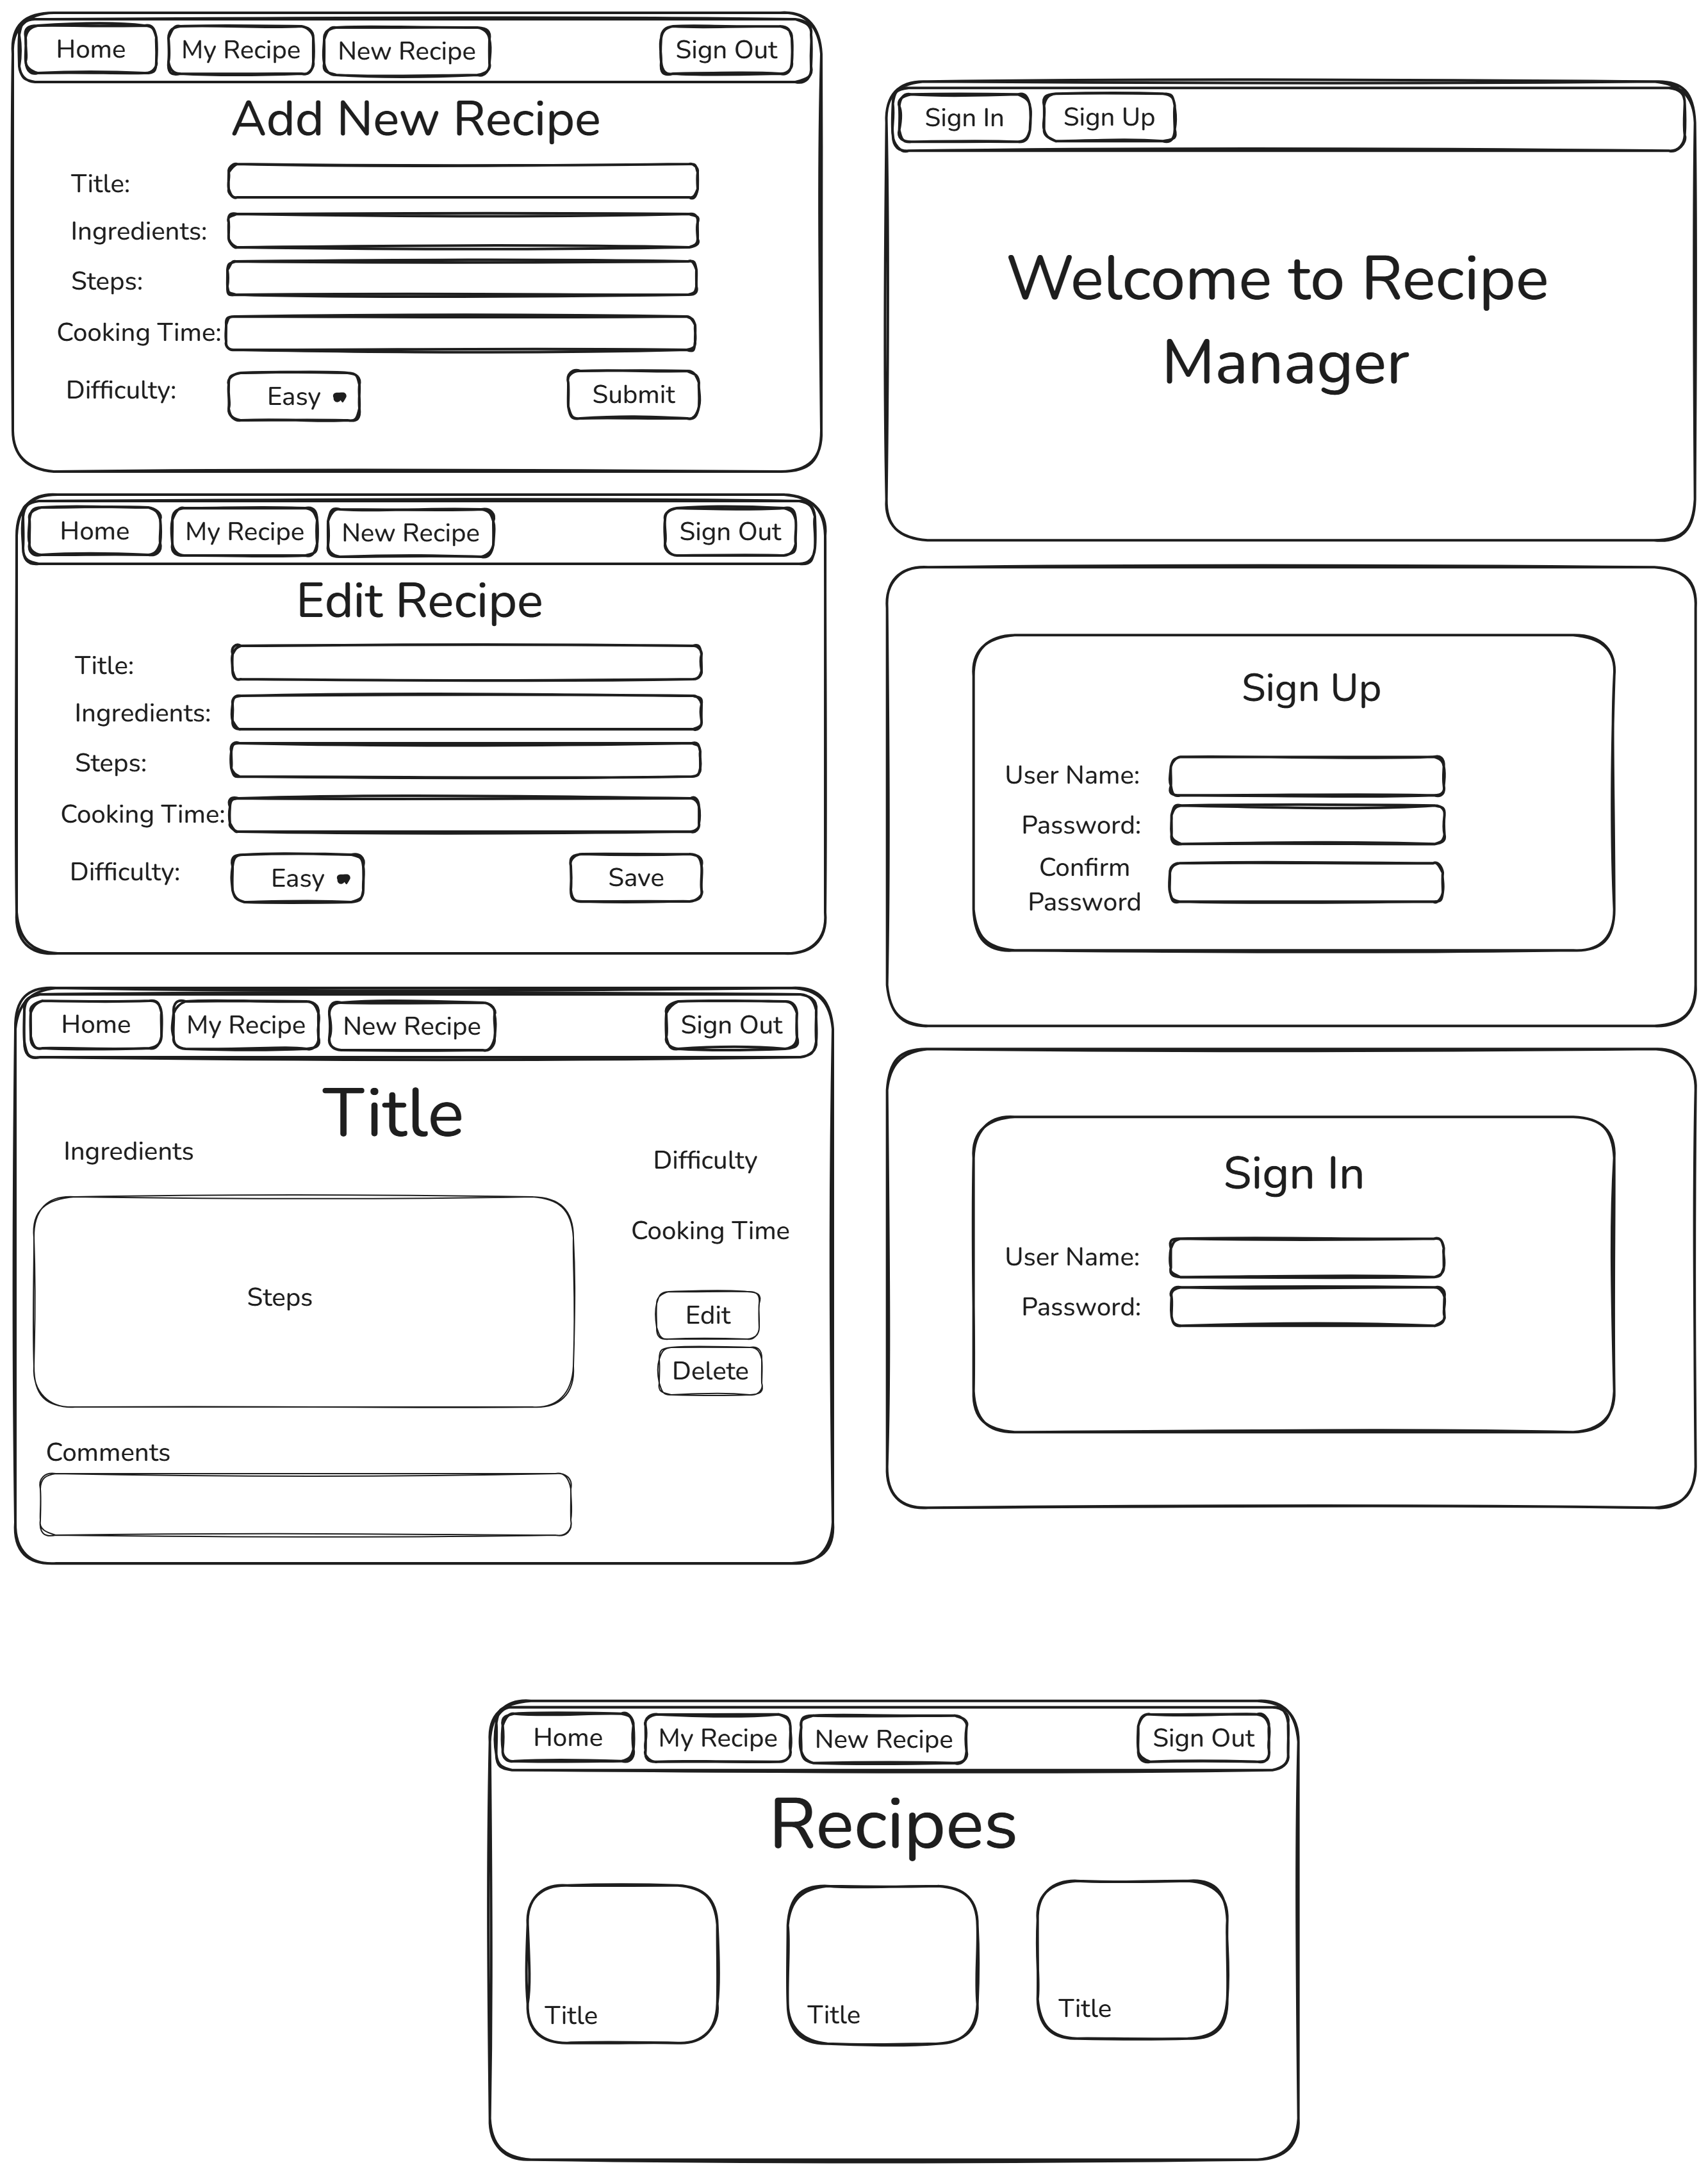 Home My Recipe New Recipe Sign Out
Add New Recipe
Title:
Ingredients:
Steps:
Cooking Time:
Difficulty: Easy Submit
Home My Recipe New Recipe Sign Out
Edit Recipe
Title:
Ingredients:
Steps:
Cooking Time:
Difficulty: Easy Save
Home My Recipe New Recipe Sign Out
Title
Ingredients
Difficulty
Cooking Time
Steps
Edit
Delete
Comments
Sign In Sign Up
Welcome to Recipe
Manager
Sign Up
User Name:
Password:
Confirm
Password
Sign In
User Name:
Password:
Home My Recipe New Recipe Sign Out
Recipes
Title Title Title